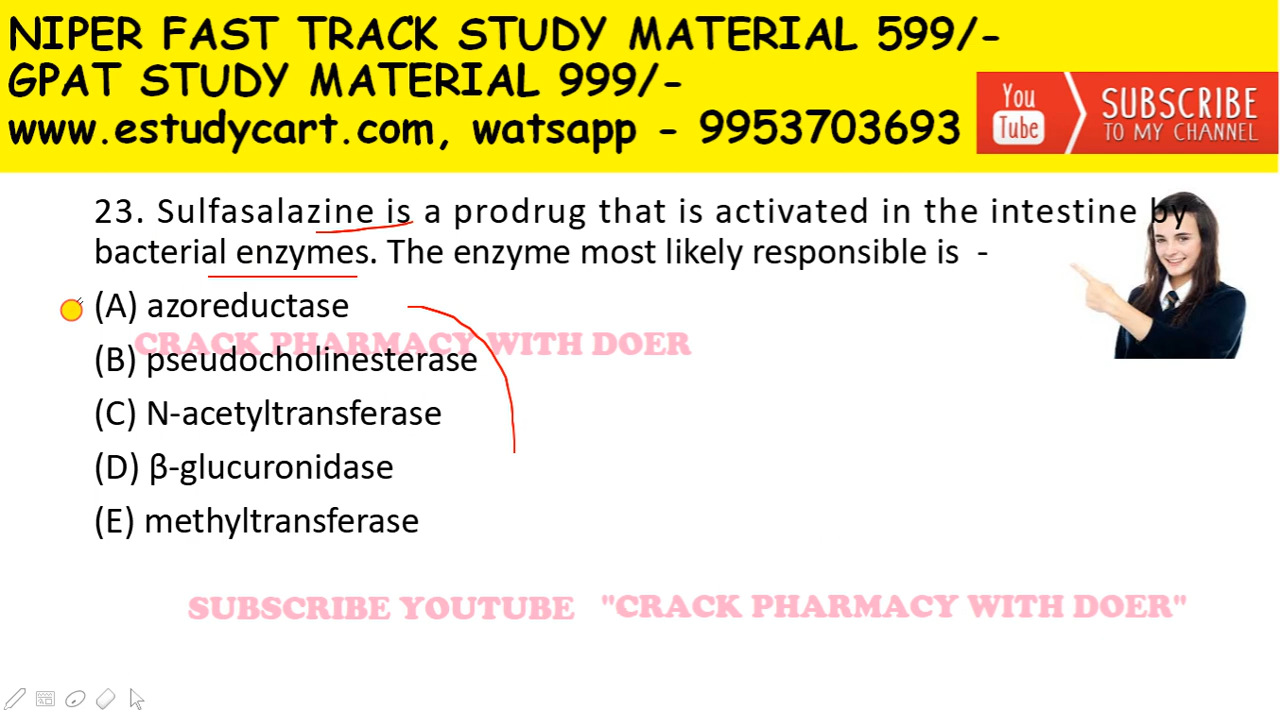 NIPER FAST TRACK STUDY MATERIAL 599/-
GPAT STUDY MATERIAL 999/-
www.estudycart.com, watsapp - 9953703693
You
Tube
SUBSCRIBE
TO MY CHANNEL
23. Sulfasalazine is a prodrug that is activated in the intestine by
bacterial enzymes. The enzyme most likely responsible is -
(A) azoreductase
CRACK PHARMACY WITH DOER
(B) pseudocholinesterase
(C) N-acetyltransferase
(D) β-glucuronidase
(E) methyltransferase
SUBSCRIBE YOUTUBE "CRACK PHARMACY WITH DOER"